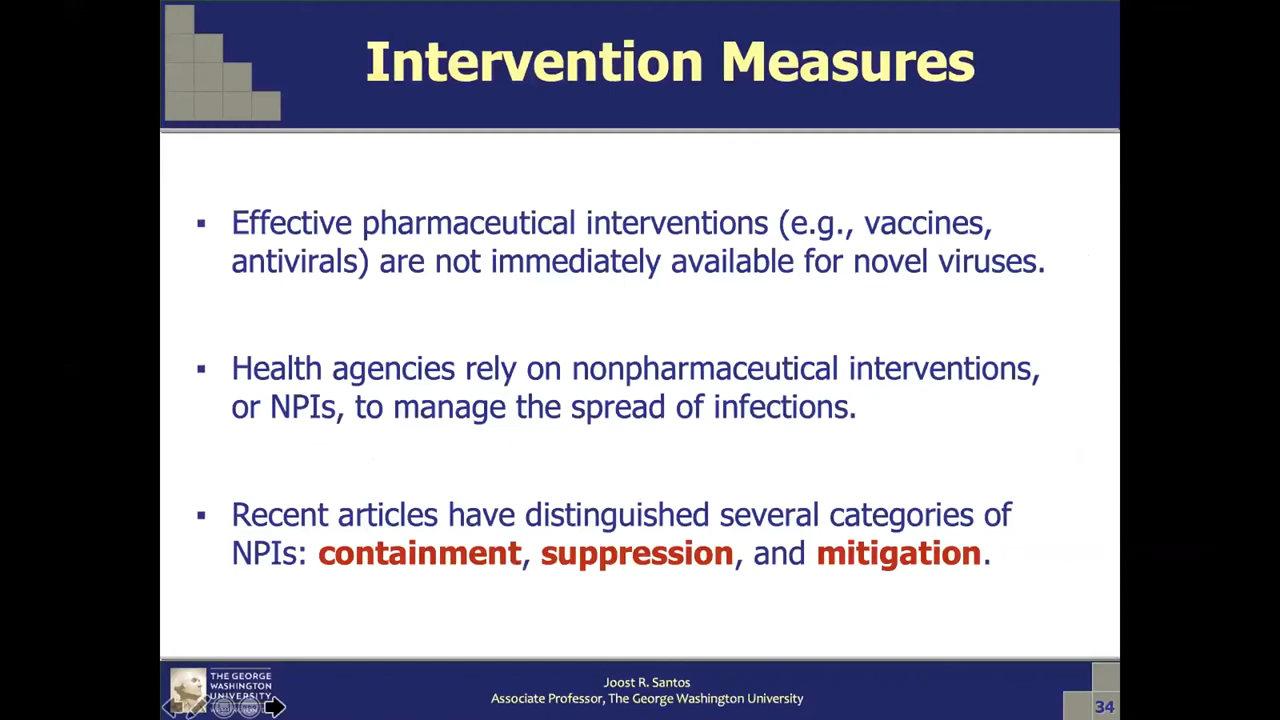 Intervention Measures
▪ Effective pharmaceutical interventions (e.g., vaccines,
antivirals) are not immediately available for novel viruses.
▪ Health agencies rely on nonpharmaceutical interventions,
or NPIs, to manage the spread of infections.
▪ Recent articles have distinguished several categories of
NPIs: containment, suppression, and mitigation.
THE GEORGE
WASHINGTON
UNIVERSITY
Joost R. Santos
Associate Professor, The George Washington University
34